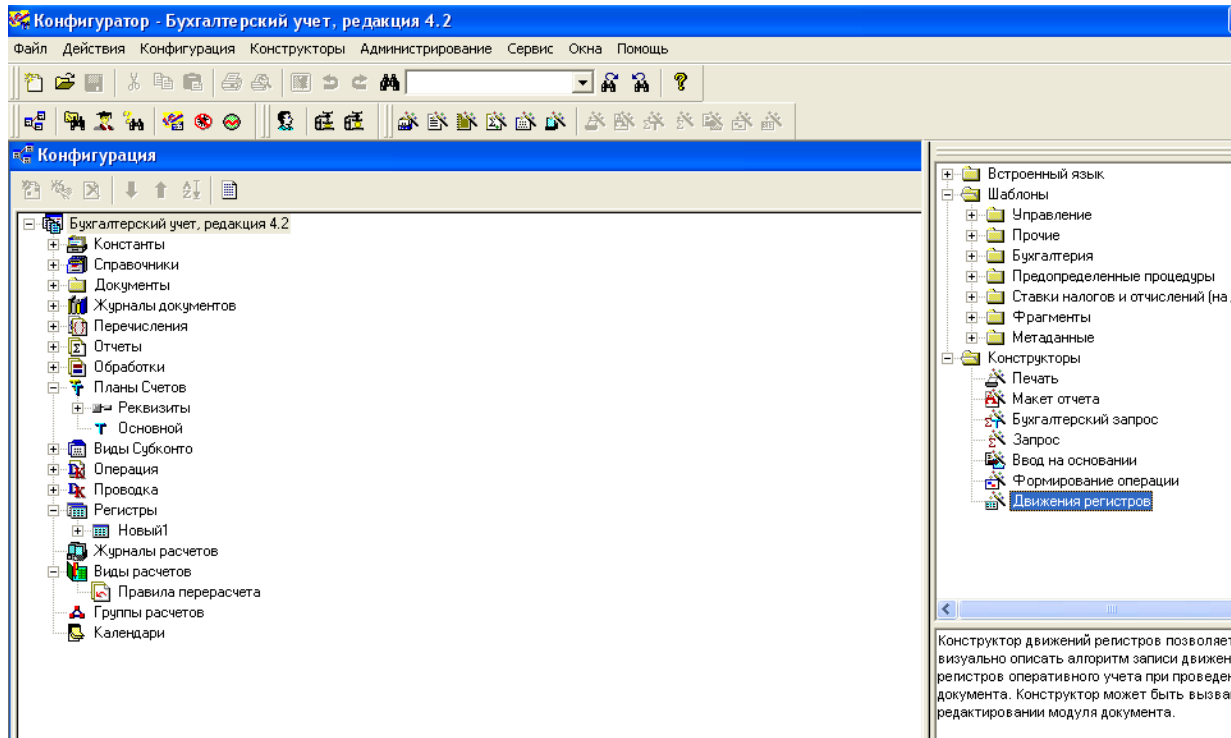 Конфигуратор - Бухгалтерский учет, редакция 4.2
Файл Действия Конфигурация Конструкторы Администрирование Сервис Окна Помощь
Конфигурация
Бухгалтерский учет, редакция 4.2
Константы
Справочники
Документы
Журналы документов
Перечисления
Отчеты
Обработки
Планы Счетов
Реквизиты
Основной
Виды Субконто
Операция
Проводка
Регистры
Новый1
Журналы расчетов
Виды расчетов
Правила перерасчета
Группы расчетов
Календари
Встроенный язык
Шаблоны
Управление
Прочие
Бухгалтерия
Предопределенные процедуры
Ставки налогов и отчислений (на
Фрагменты
Метаданные
Конструкторы
Печать
Макет отчета
Бухгалтерский запрос
Запрос
Ввод на основании
Формирование операции
Движения регистров
Конструктор движений регистров позволяет
визуально описать алгоритм записи движен
регистров оперативного учета при проведен
документа. Конструктор может быть вызва
редактировании модуля документа.